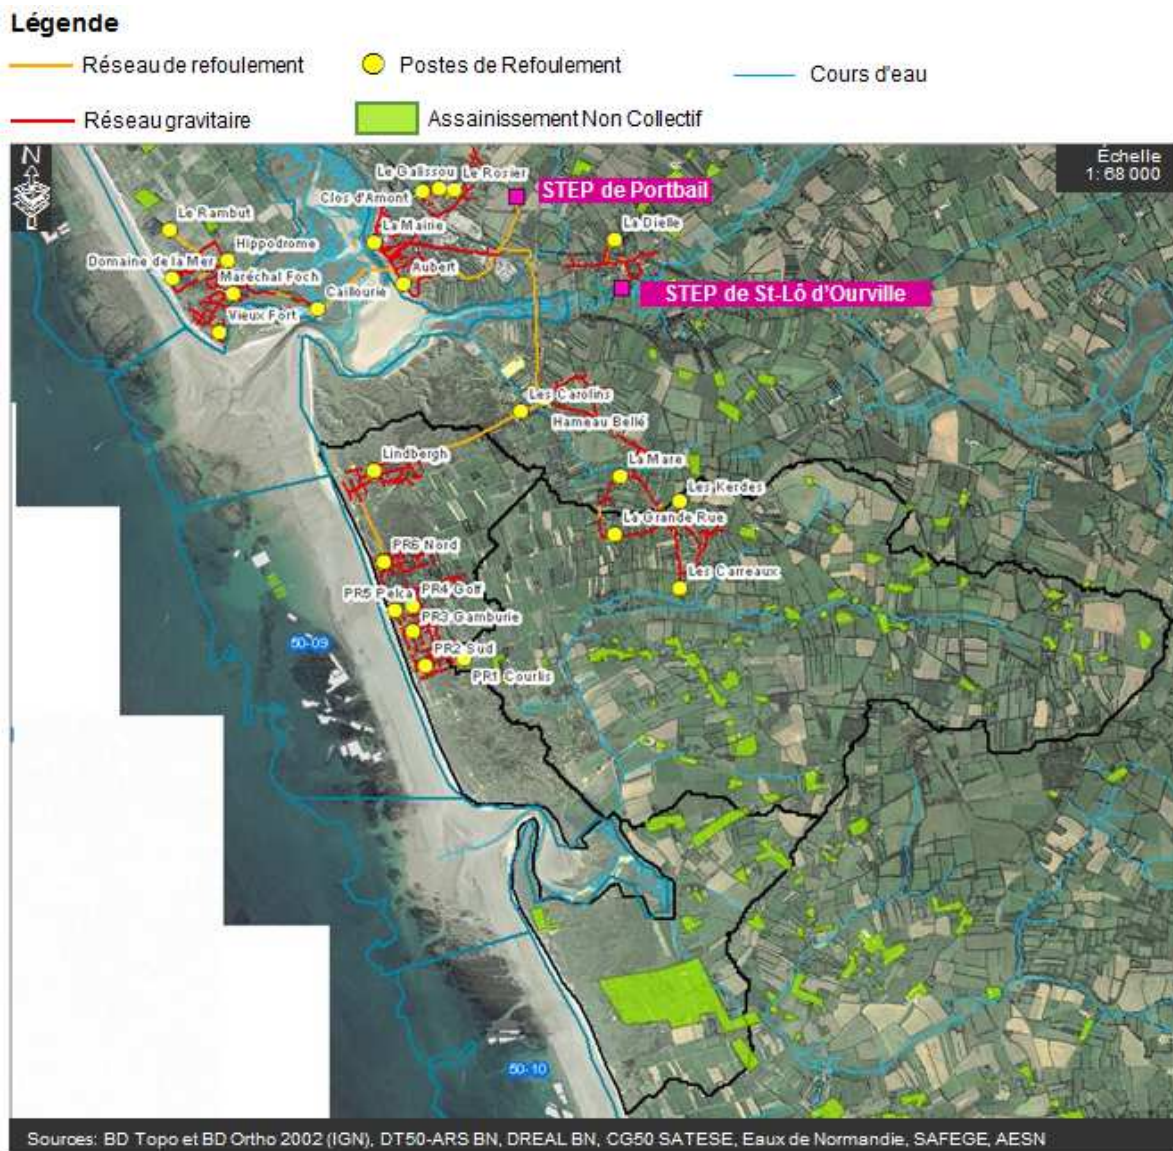 Légende
Réseau de refoulement
Postes de Refoulement
Cours d'eau
Réseau gravitaire
Assainissement Non Collectif
N
Échelle
1: 68 000
Le Galissou
Le Rosier
Clos d'Amont
STEP de Portbail
Le Rambut
La Mairie
La Dielle
Hippodrome
Domaine de la Mer
Maréchal Foch
Aubert
Caillourie
STEP de St-Lô d'Ourville
Vieux Fort
Les Carolins
Hameau Bellé
Lindbergh
La Mare
Les Kerdes
La Grande Rue
PR6 Nord
Les Carreaux
PR5 Pelca
PR4 Golf
PR3 Gamburie
50-09
PR2 Sud
PR1 Courlis
50-10
Sources: BD Topo et BD Ortho 2002 (IGN), DT50-ARS BN, DREAL BN, CG50 SATESE, Eaux de Normandie, SAFEGE, AESN